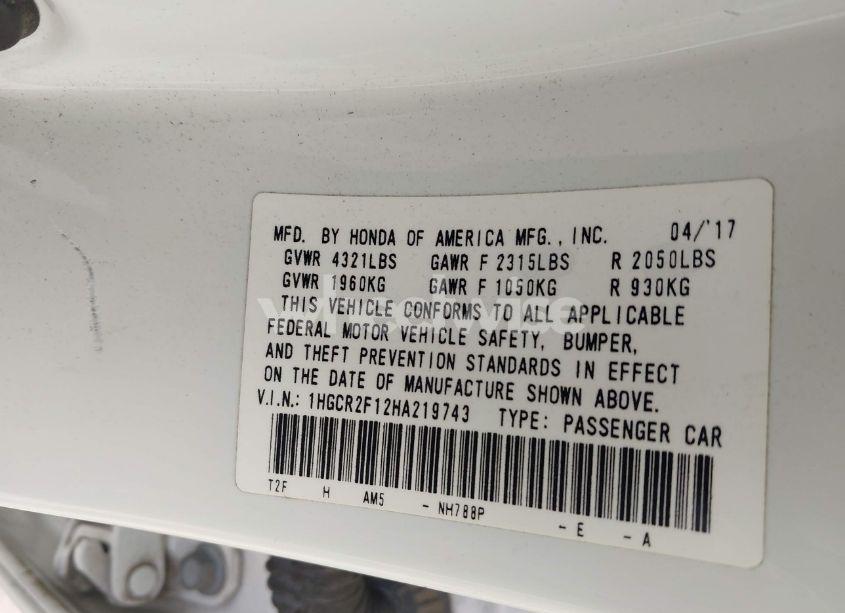 MFD. BY HONDA OF AMERICA MFG., INC. 04/'17
GVWR 4321LBS GAWR F 2315LBS R 2050LBS
GVWR 1960KG GAWR F 1050KG R 930KG
THIS VEHICLE CONFORMS TO ALL APPLICABLE
FEDERAL MOTOR VEHICLE SAFETY, BUMPER,
AND THEFT PREVENTION STANDARDS IN EFFECT
ON THE DATE OF MANUFACTURE SHOWN ABOVE.
V.I.N.: 1HGCR2F12HA219743 TYPE: PASSENGER CAR
T2F H AM5 - NH788P - E - A